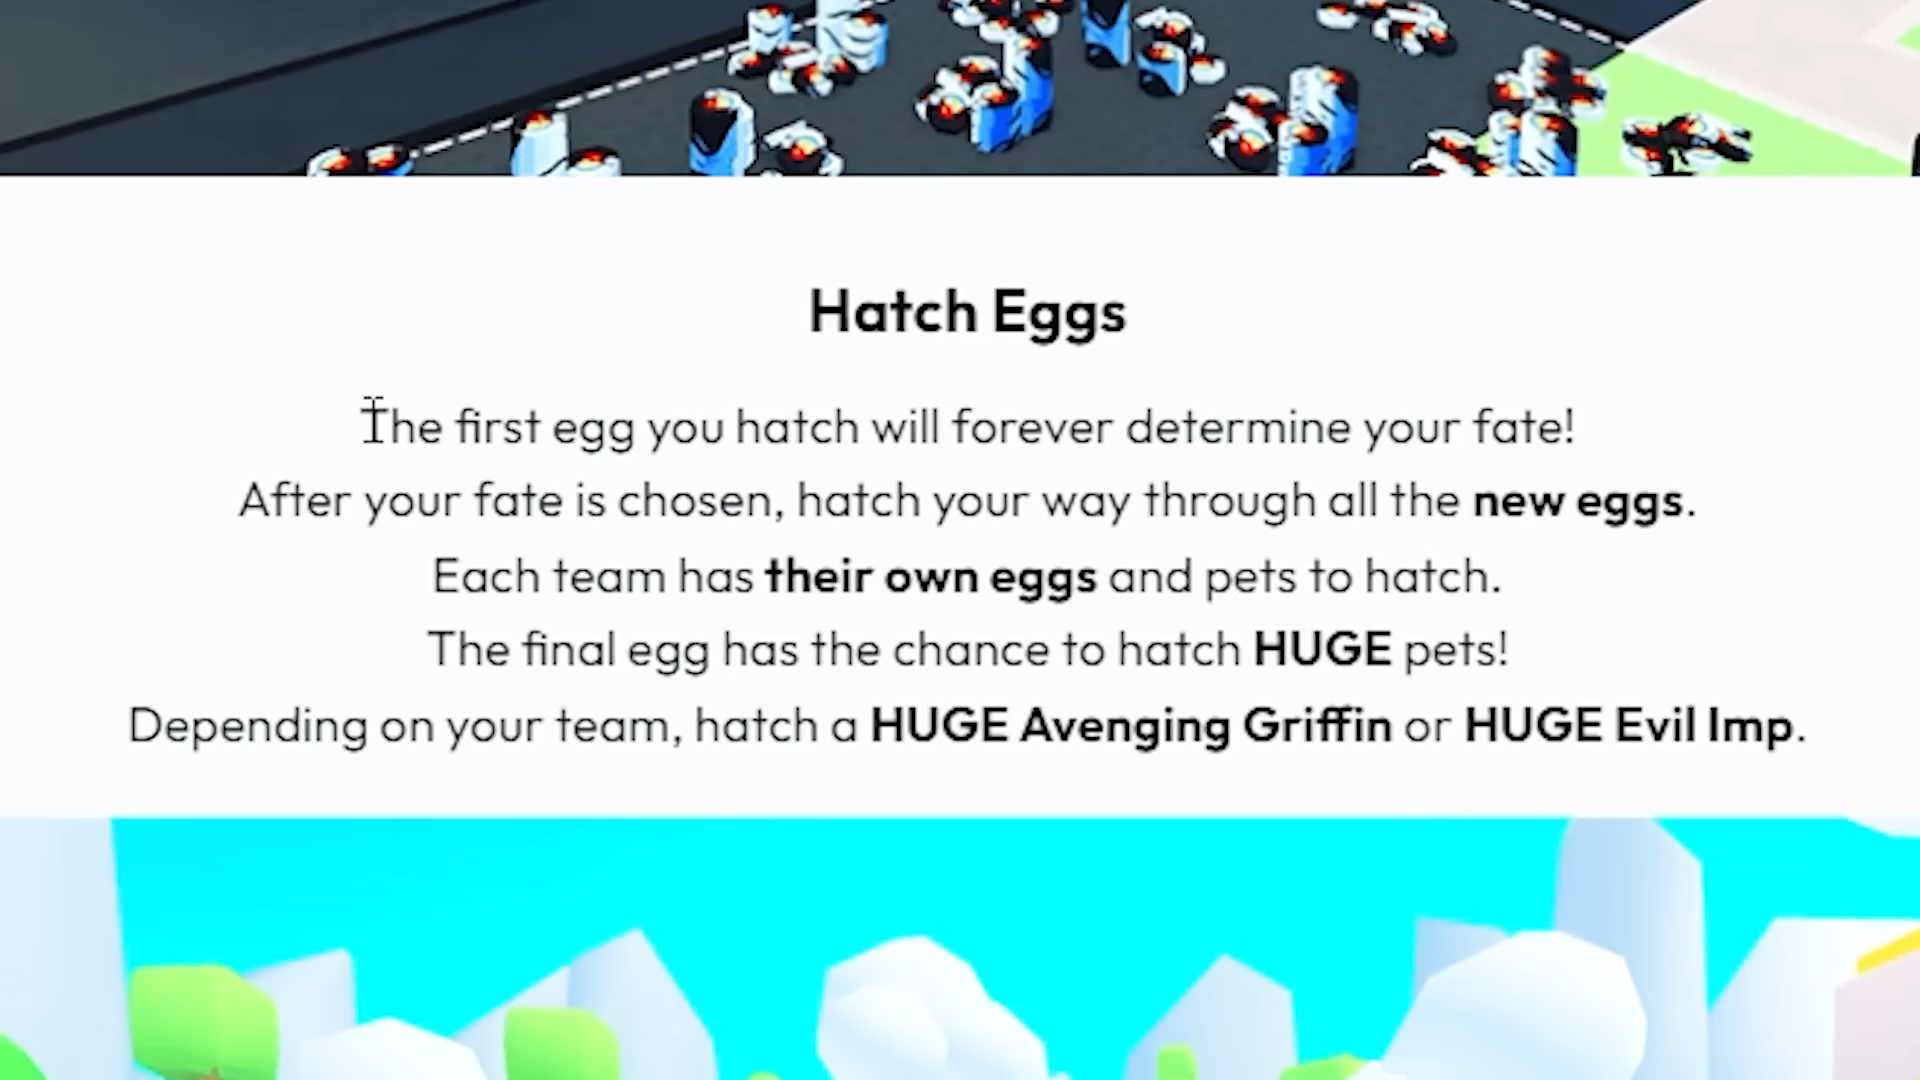 Hatch Eggs
The first egg you hatch will forever determine your fate!
After your fate is chosen, hatch your way through all the new eggs.
Each team has their own eggs and pets to hatch.
The final egg has the chance to hatch HUGE pets!
Depending on your team, hatch a HUGE Avenging Griffin or HUGE Evil Imp.